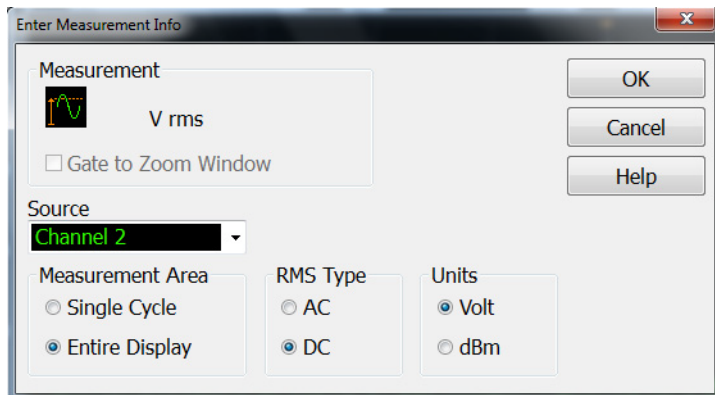 Enter Measurement Info
x
Measurement
V rms
Gate to Zoom Window
OK
Cancel
Help
Source
Channel 2
Measurement Area
Single Cycle
Entire Display
RMS Type
AC
DC
Units
Volt
dBm